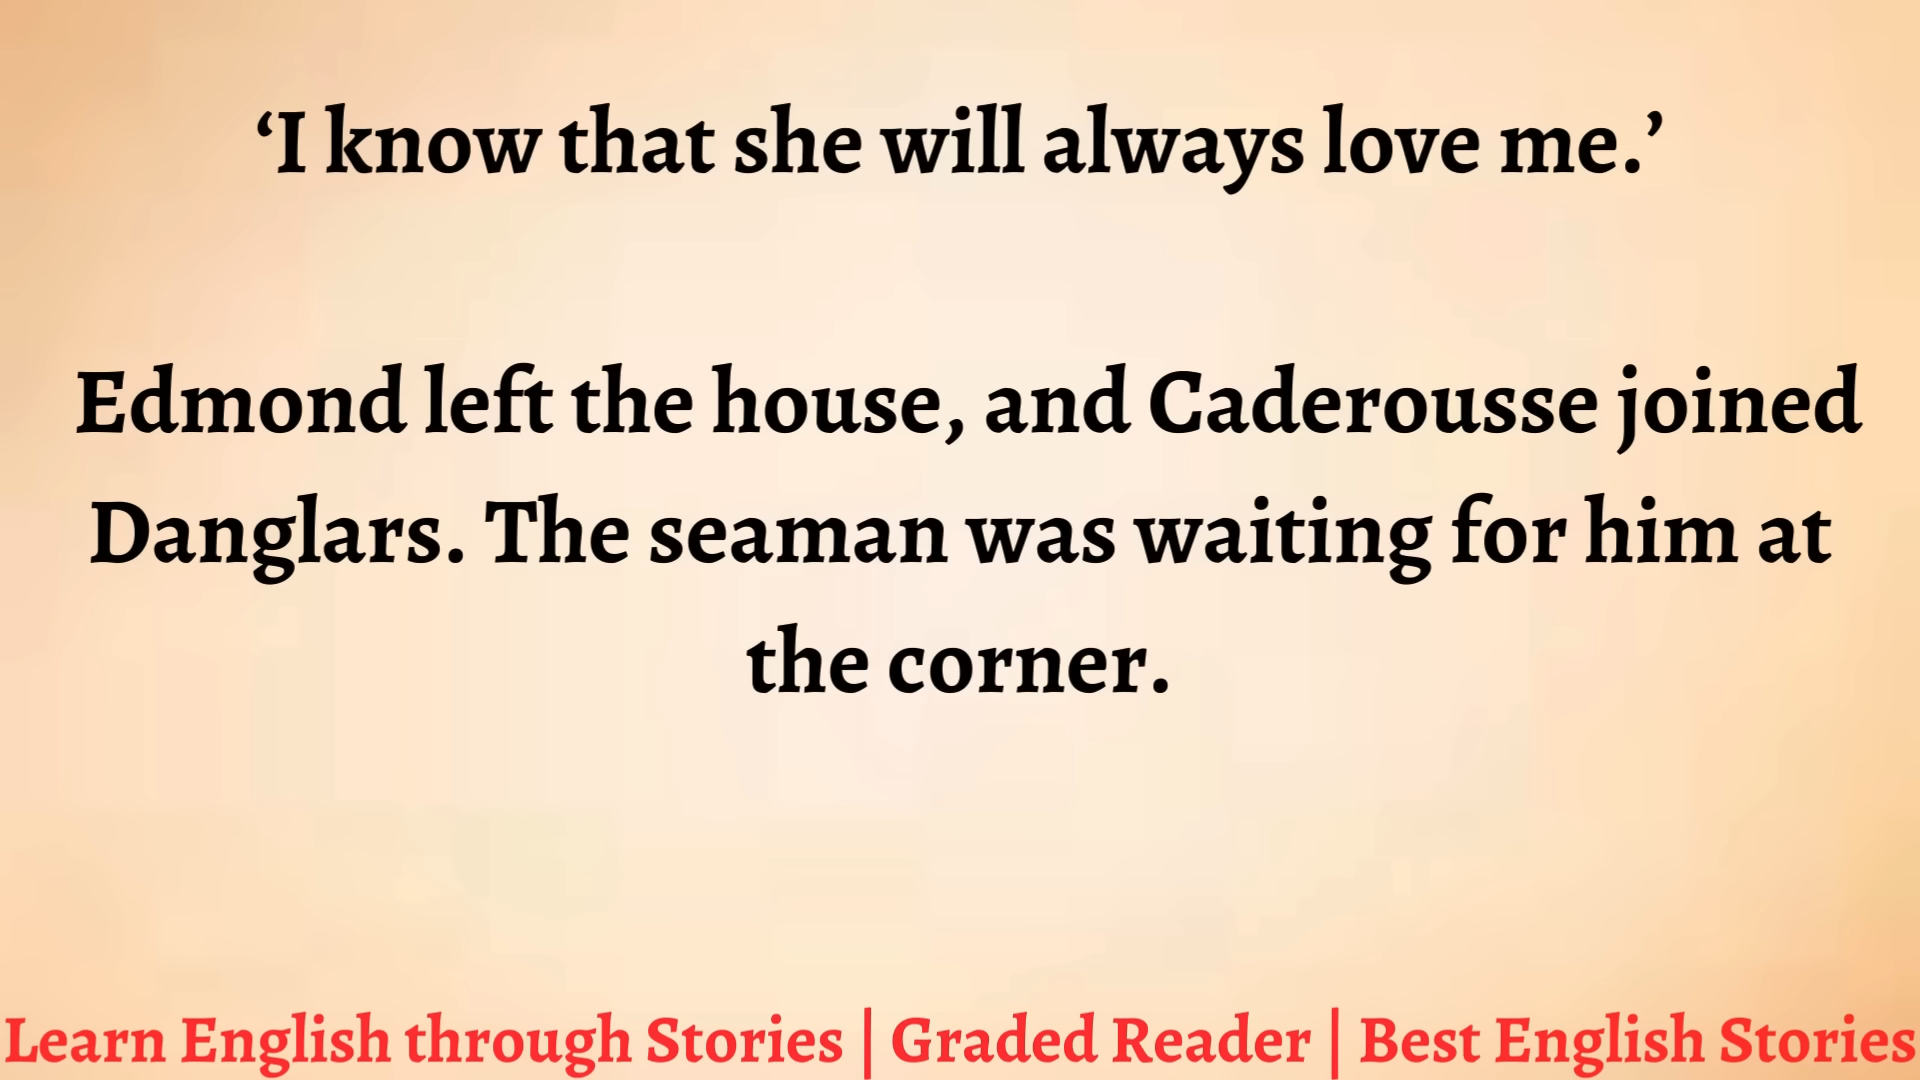 ‘I know that she will always love me.’
Edmond left the house, and Caderousse joined
Danglars. The seaman was waiting for him at
the corner.
Learn English through Stories | Graded Reader | Best English Stories